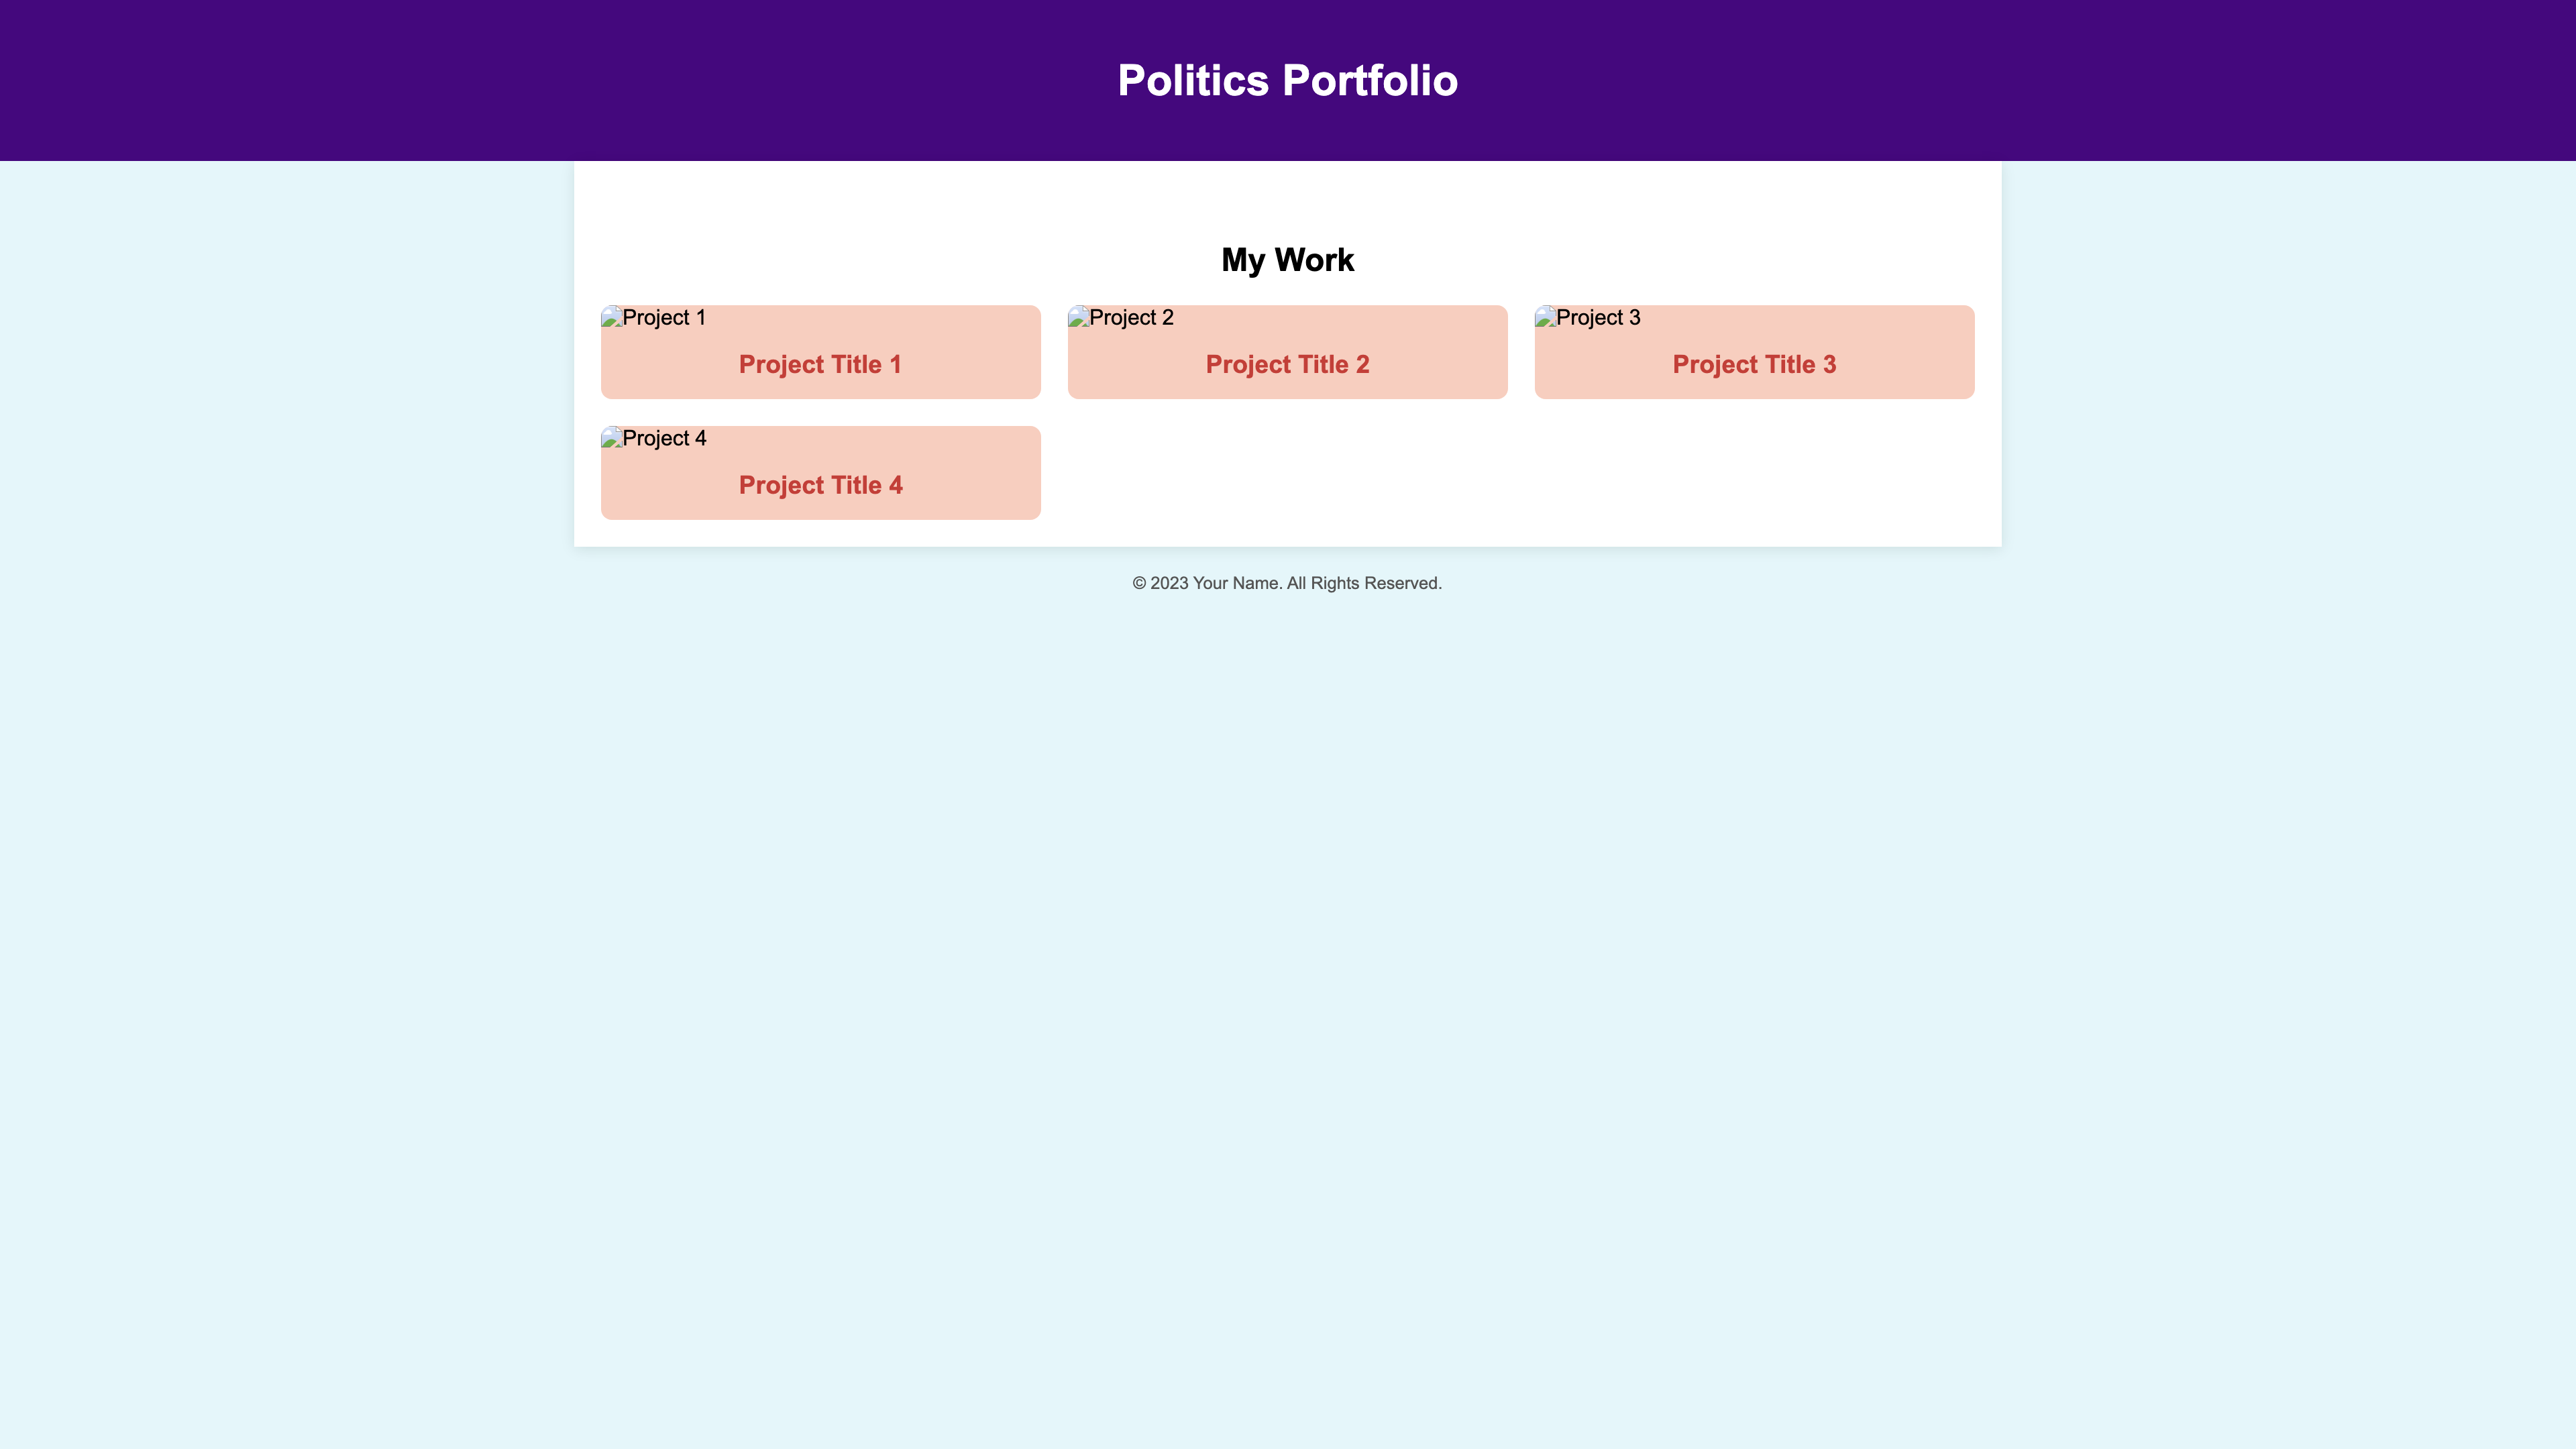 Politics Portfolio
My Work
Project 1
Project 2
Project 3
Project Title 1
Project Title 2
Project Title 3
Project 4
Project Title 4
© 2023 Your Name. All Rights Reserved.